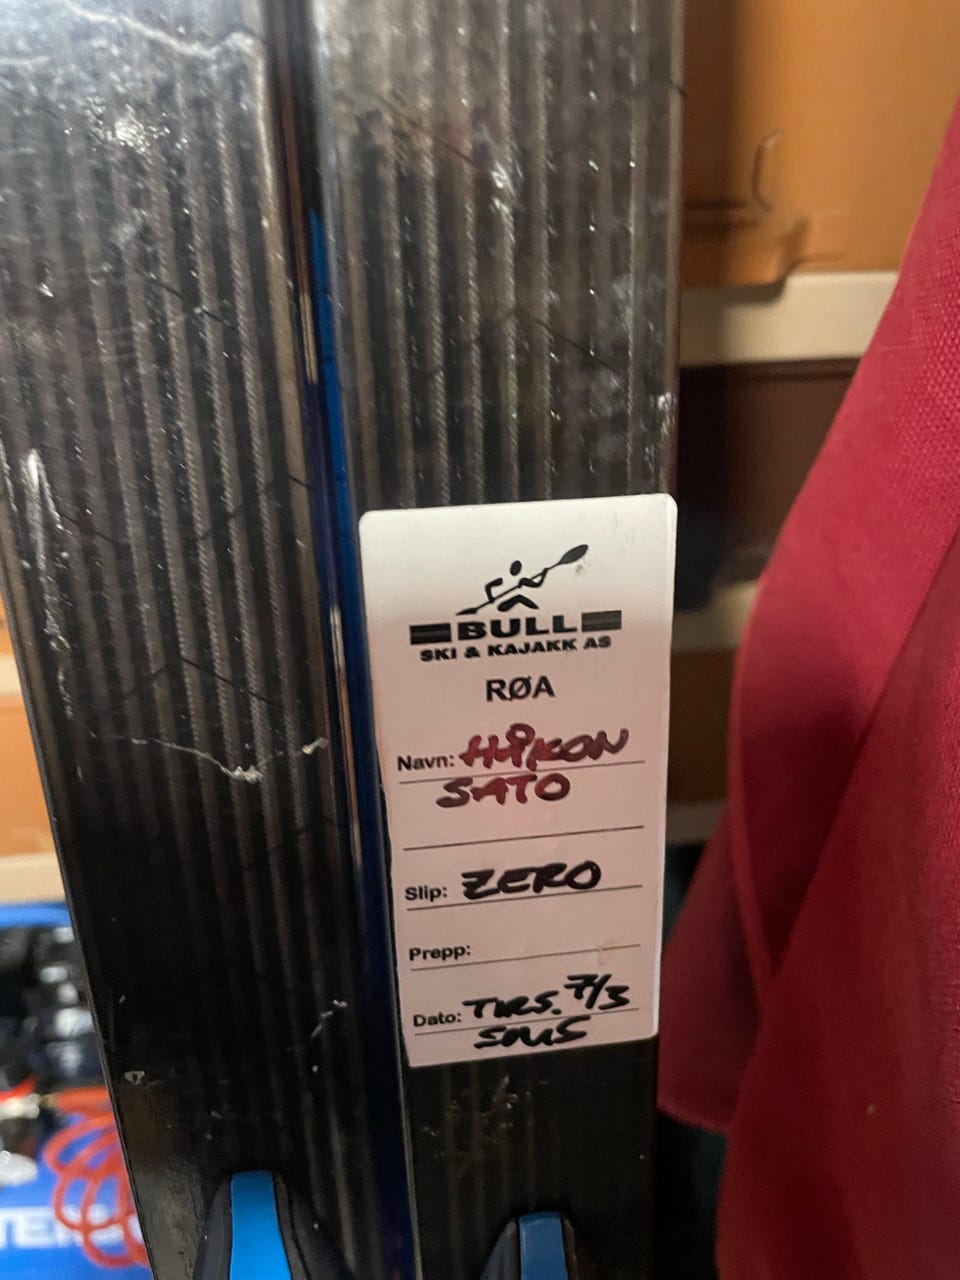 BULL
SKI & KAJAKK AS
RØA
Navn: HÅKON
SATO
Slip: ZERO
Prepp:
Dato: TIRS. 7/3
SMS